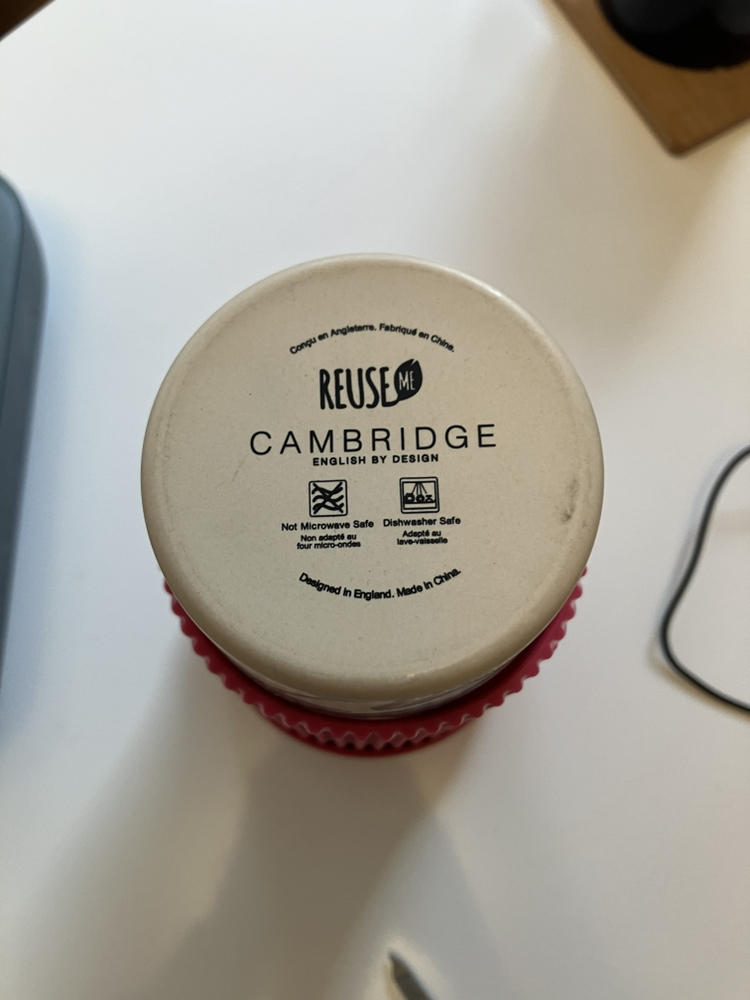 Conçu en Angleterre. Fabriqué en China.
REUSE ME
CAMBRIDGE
ENGLISH BY DESIGN
Not Microwave Safe
Non adapté au
four micro-ondes
Dishwasher Safe
Adapté au
lave-vaisselle
Designed in England. Made in China.